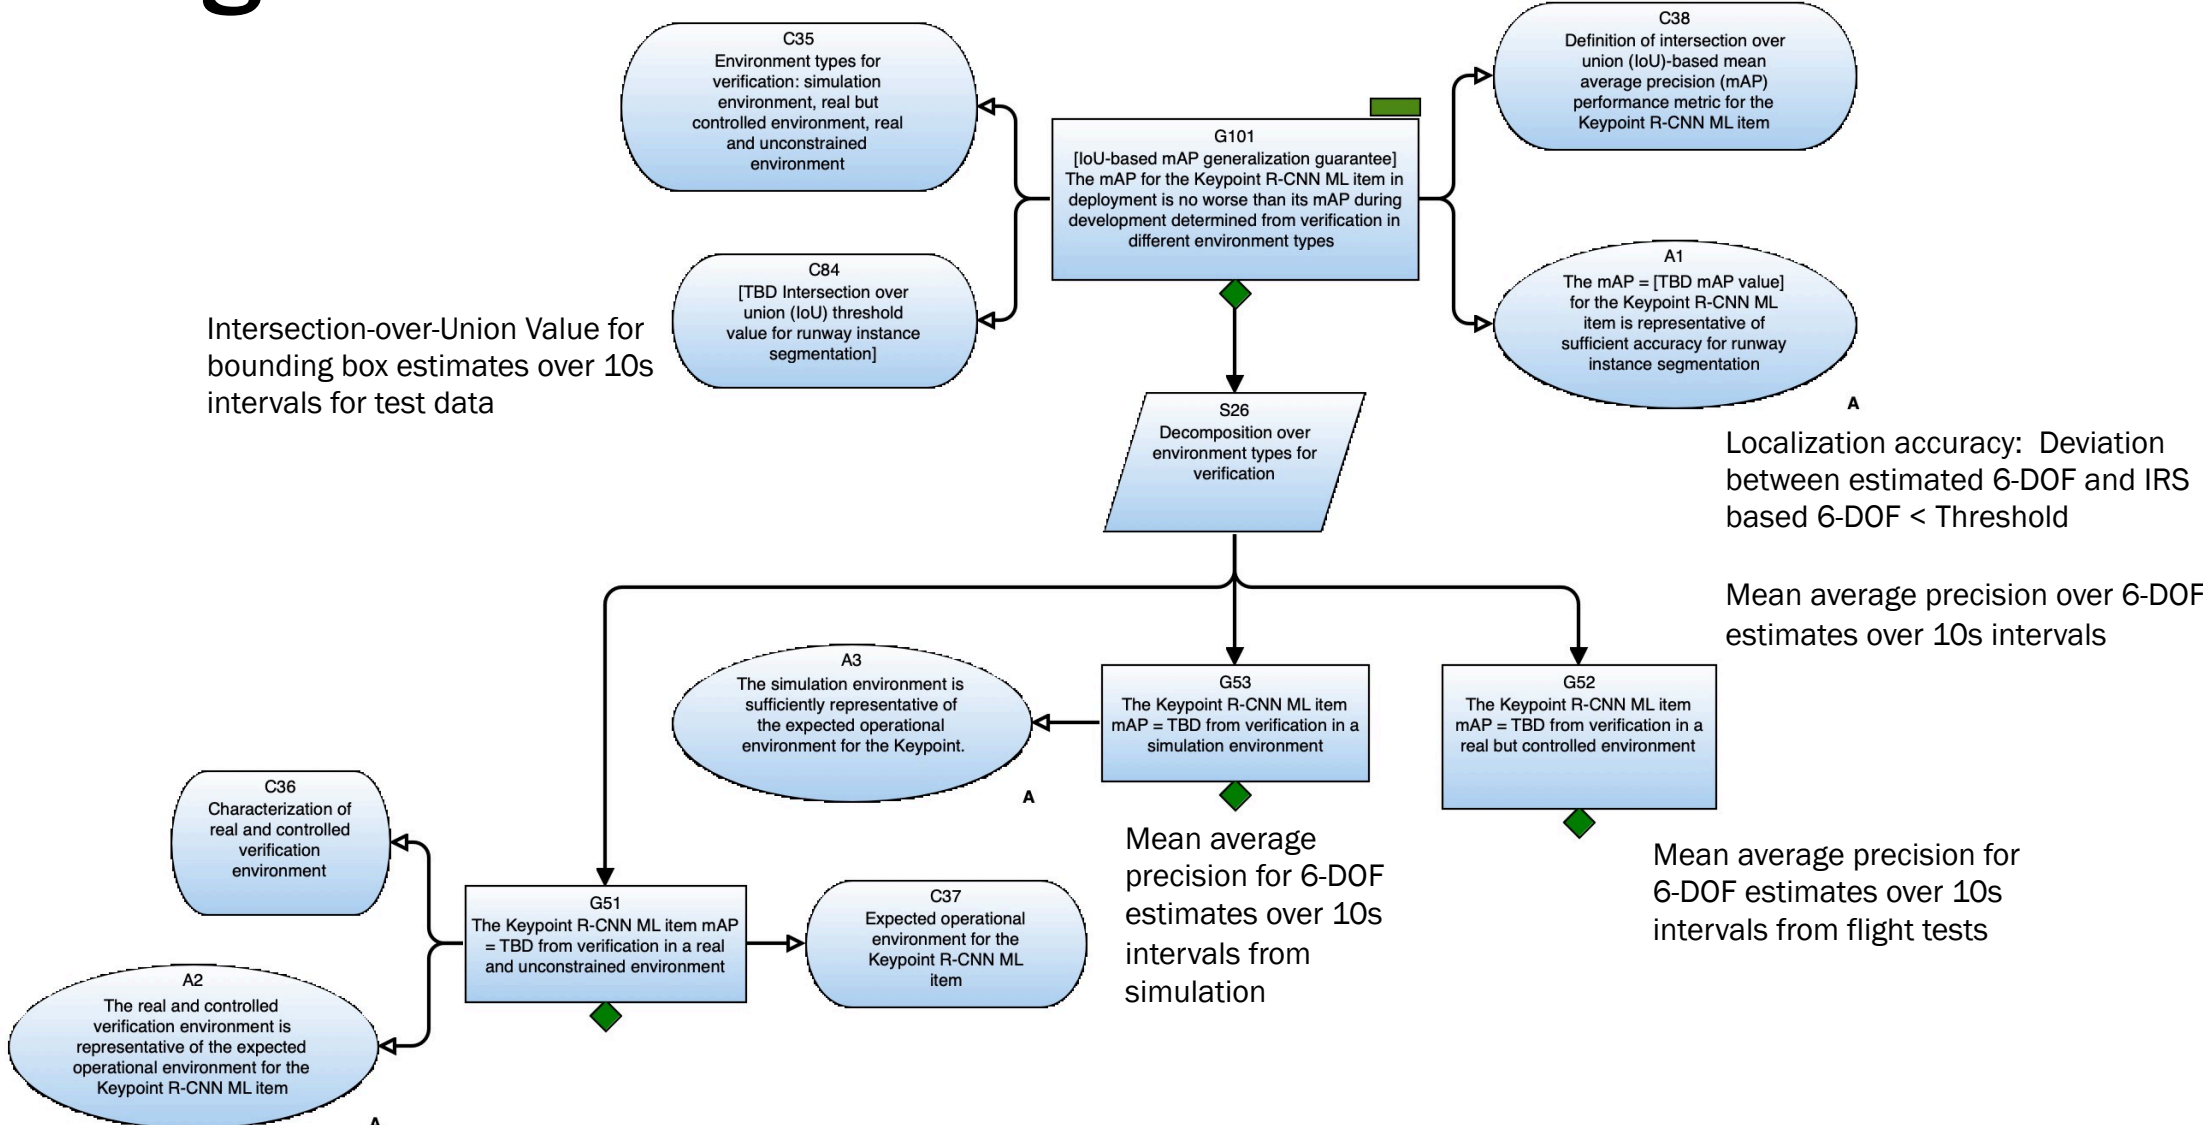 C35
Environment types for
verification: simulation
environment, real but
controlled environment, real
and unconstrained
environment
C38
Definition of intersection over
union (IoU)-based mean
average precision (mAP)
performance metric for the
Keypoint R-CNN ML item
G101
[IoU-based mAP generalization guarantee]
The mAP for the Keypoint R-CNN ML item in
deployment is no worse than its mAP during
development determined from verification in
different environment types
C84
[TBD Intersection over
union (IoU) threshold
value for runway instance
segmentation]
A1
The mAP = [TBD mAP value]
for the Keypoint R-CNN ML
item is representative of
sufficient accuracy for runway
instance segmentation
A
Intersection-over-Union Value for
bounding box estimates over 10s
intervals for test data
S26
Decomposition over
environment types for
verification
Localization accuracy: Deviation
between estimated 6-DOF and IRS
based 6-DOF < Threshold
Mean average precision over 6-DOF
estimates over 10s intervals
A3
The simulation environment is
sufficiently representative of
the expected operational
environment for the Keypoint.
A
G53
The Keypoint R-CNN ML item
mAP = TBD from verification in a
simulation environment
G52
The Keypoint R-CNN ML item
mAP = TBD from verification in a
real but controlled environment
Mean average
precision for 6-DOF
estimates over 10s
intervals from
simulation
Mean average precision for
6-DOF estimates over 10s
intervals from flight tests
C36
Characterization of
real and controlled
verification
environment
G51
The Keypoint R-CNN ML item mAP
= TBD from verification in a real
and unconstrained environment
C37
Expected operational
environment for the
Keypoint R-CNN ML
item
A2
The real and controlled
verification environment is
representative of the expected
operational environment for the
Keypoint R-CNN ML item
A